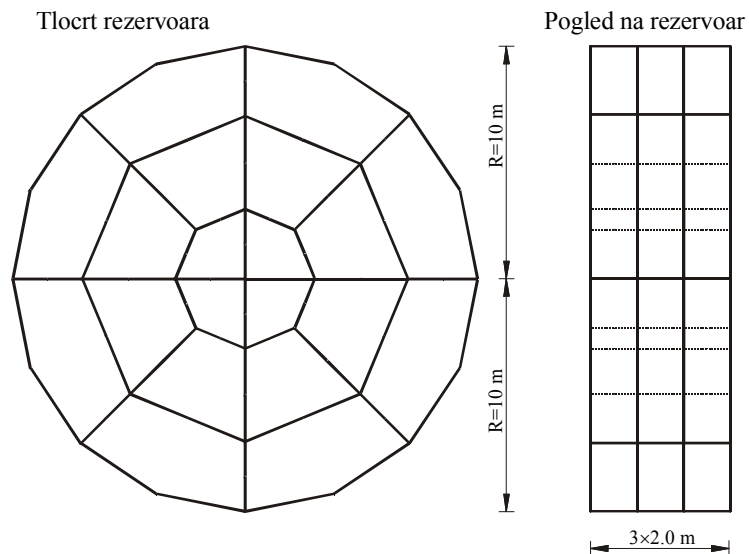 Tlocrt rezervoara
Pogled na rezervoar
R=10 m
R=10 m
3×2.0 m